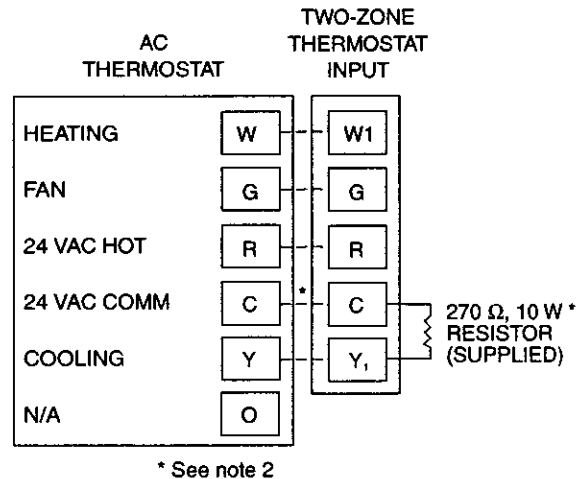 AC
THERMOSTAT
TWO-ZONE
THERMOSTAT
INPUT
HEATING W W1
FAN G G
24 VAC HOT R R
24 VAC COMM C * C
COOLING Y Y₁
N/A O
270 Ω, 10 W *
RESISTOR
(SUPPLIED)
* See note 2